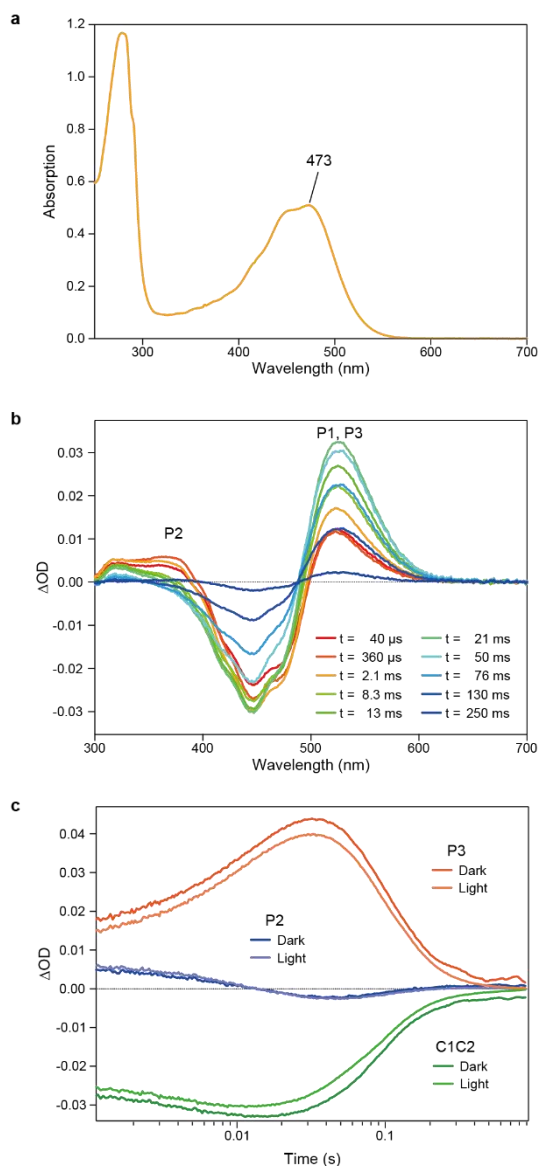 a
1.2
1.0
0.8
0.6
0.4
0.2
0.0
Absorption
473
300 400 500 600 700
Wavelength (nm)
b
0.03
0.02
0.01
0.00
-0.01
-0.02
-0.03
ΔOD
P1, P3
P2
t = 40 µs
t = 360 µs
t = 2.1 ms
t = 8.3 ms
t = 13 ms
t = 21 ms
t = 50 ms
t = 76 ms
t = 130 ms
t = 250 ms
300 400 500 600 700
Wavelength (nm)
c
0.04
0.03
0.02
0.01
0.00
-0.01
-0.02
-0.03
ΔOD
P3
Dark
Light
P2
Dark
Light
C1C2
Dark
Light
0.01 0.1
Time (s)